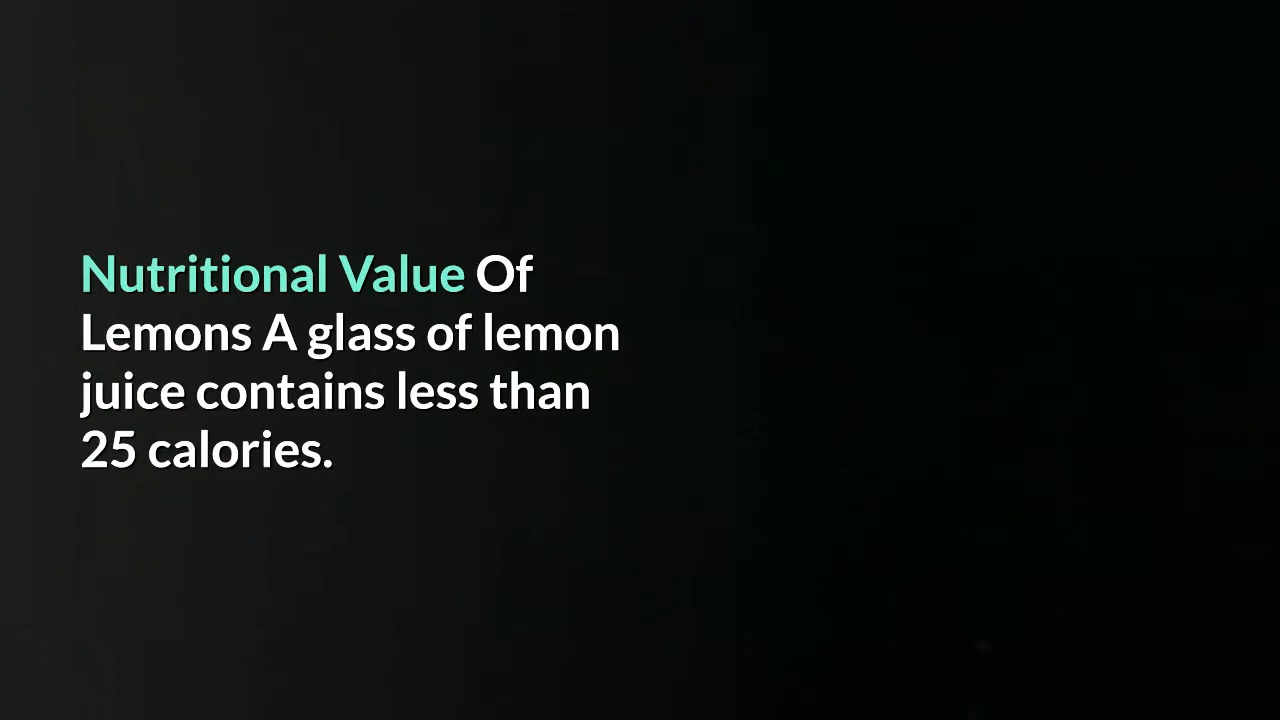 Nutritional Value Of
Lemons A glass of lemon
juice contains less than
25 calories.